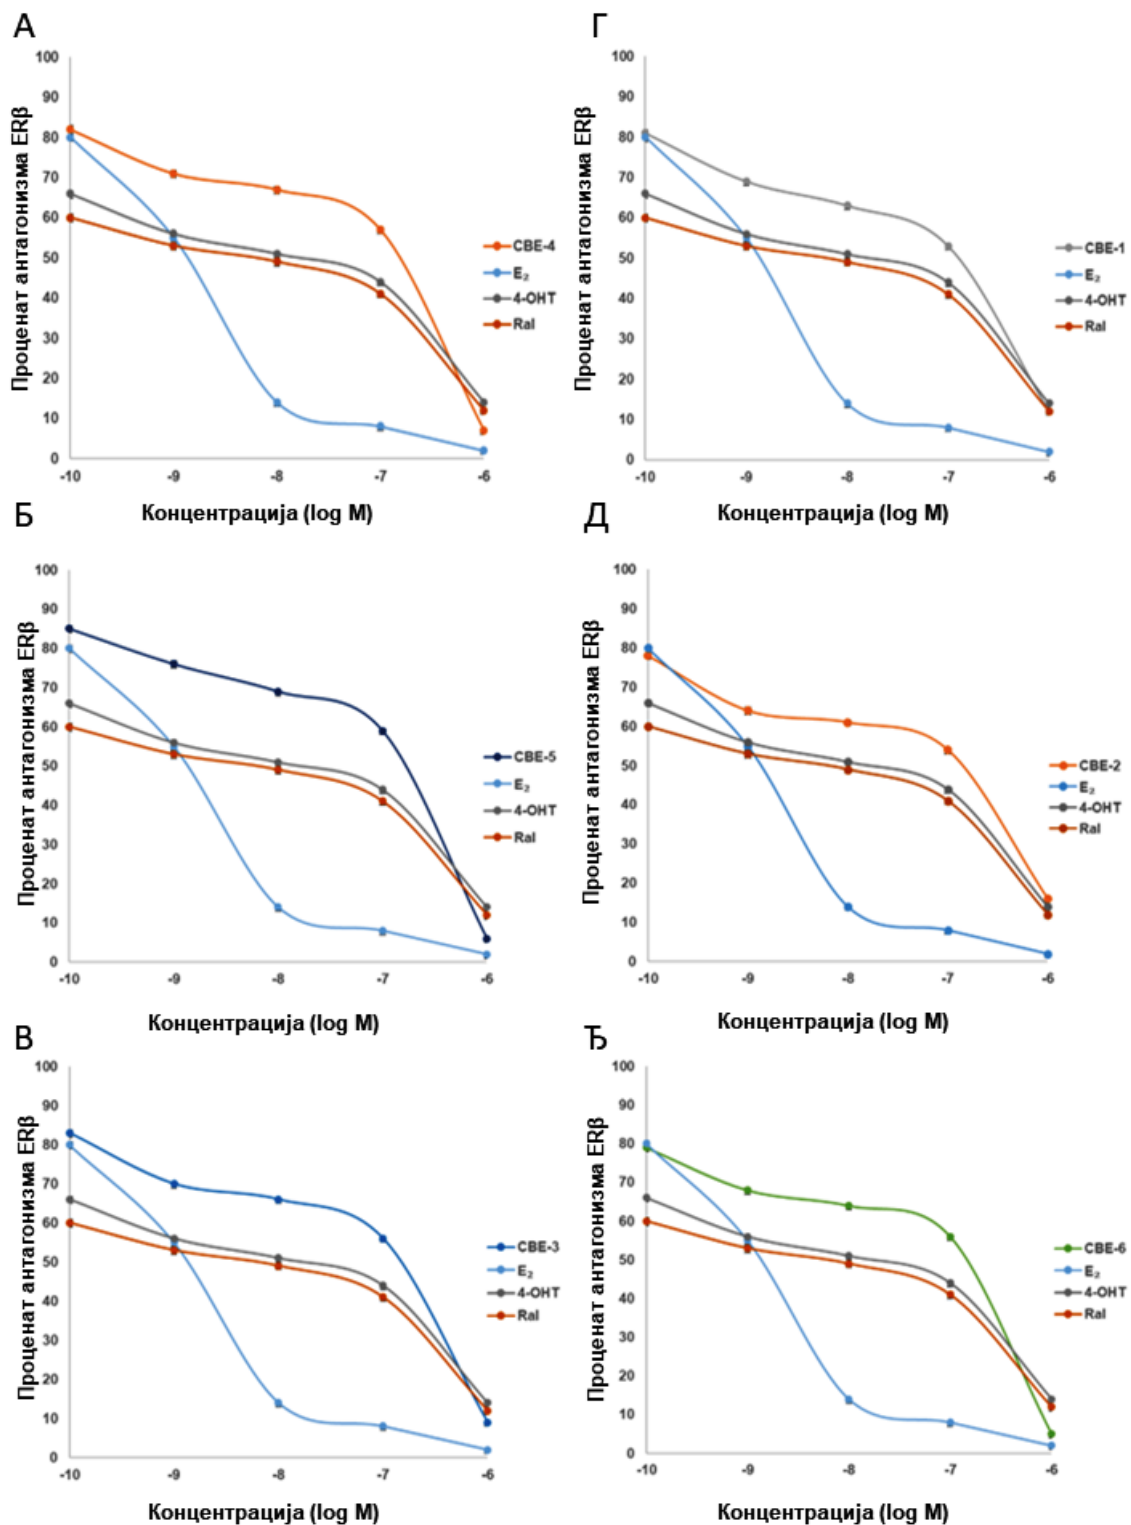 А
Проценат антагонизма ERβ
100
90
80
70
60
50
40
30
20
10
0
-10 -9 -8 -7 -6
Концентрација (log M)
CBE-4
E₂
4-OHT
Ral
Г
Проценат антагонизма ERβ
100
90
80
70
60
50
40
30
20
10
0
-10 -9 -8 -7 -6
Концентрација (log M)
CBE-1
E₂
4-OHT
Ral
Б
Проценат антагонизма ERβ
100
90
80
70
60
50
40
30
20
10
0
-10 -9 -8 -7 -6
Концентрација (log M)
CBE-5
E₂
4-OHT
Ral
Д
Проценат антагонизма ERβ
100
90
80
70
60
50
40
30
20
10
0
-10 -9 -8 -7 -6
Концентрација (log M)
CBE-2
E₂
4-OHT
Ral
В
Проценат антагонизма ERβ
100
90
80
70
60
50
40
30
20
10
0
-10 -9 -8 -7 -6
Концентрација (log M)
CBE-3
E₂
4-OHT
Ral
Ђ
Проценат антагонизма ERβ
100
90
80
70
60
50
40
30
20
10
0
-10 -9 -8 -7 -6
Концентрација (log M)
CBE-6
E₂
4-OHT
Ral